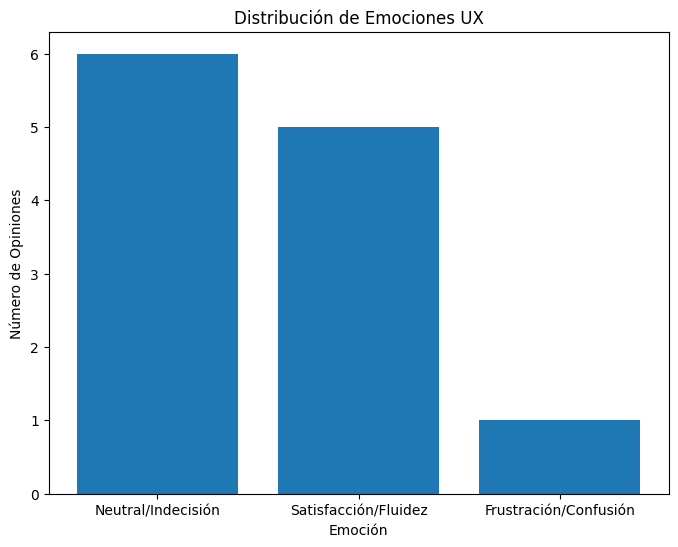 Distribución de Emociones UX
Número de Opiniones
6
5
4
3
2
1
0
Neutral/Indecisión
Satisfacción/Fluidez
Frustración/Confusión
Emoción